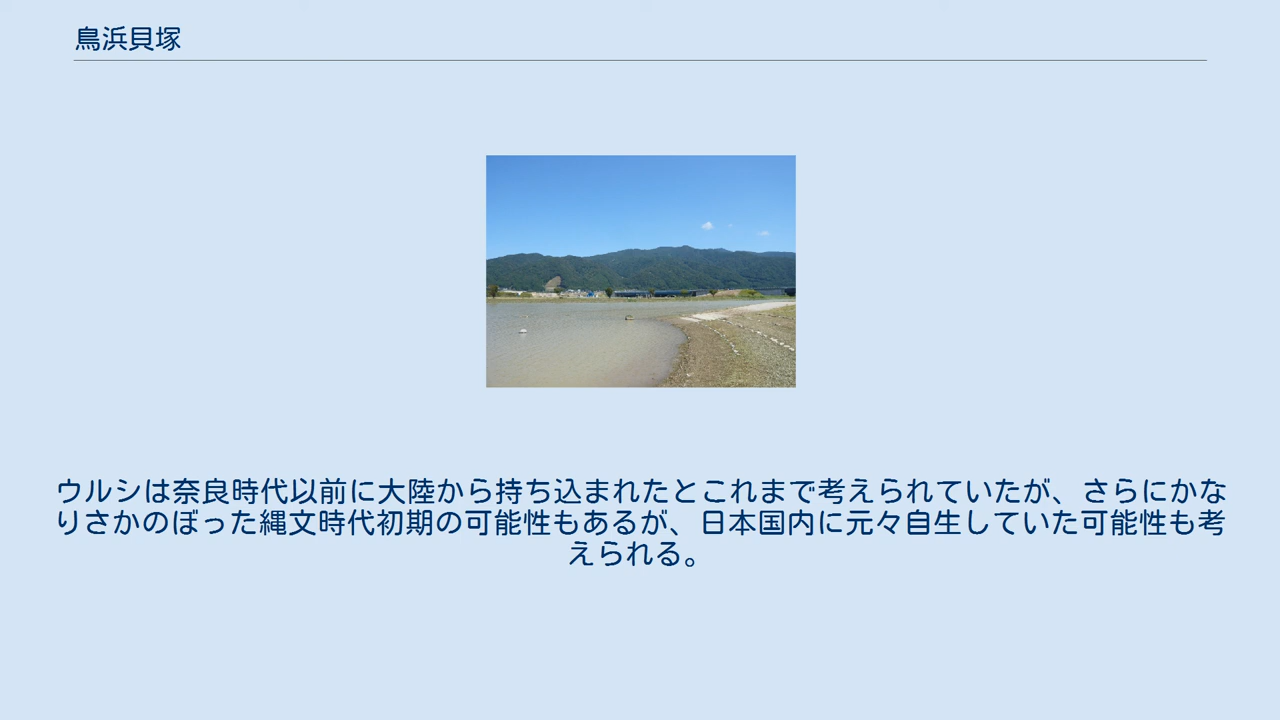 鳥浜貝塚
ウルシは奈良時代以前に大陸から持ち込まれたとこれまで考えられていたが、さらにかな
りさかのぼった縄文時代初期の可能性もあるが、日本国内に元々自生していた可能性も考
えられる。